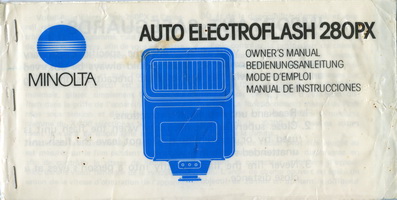 AUTO ELECTROFLASH 280PX
OWNER'S MANUAL
BEDIENUNGSANLEITUNG
MODE D'EMPLOI
MANUAL DE INSTRUCCIONES
MINOLTA